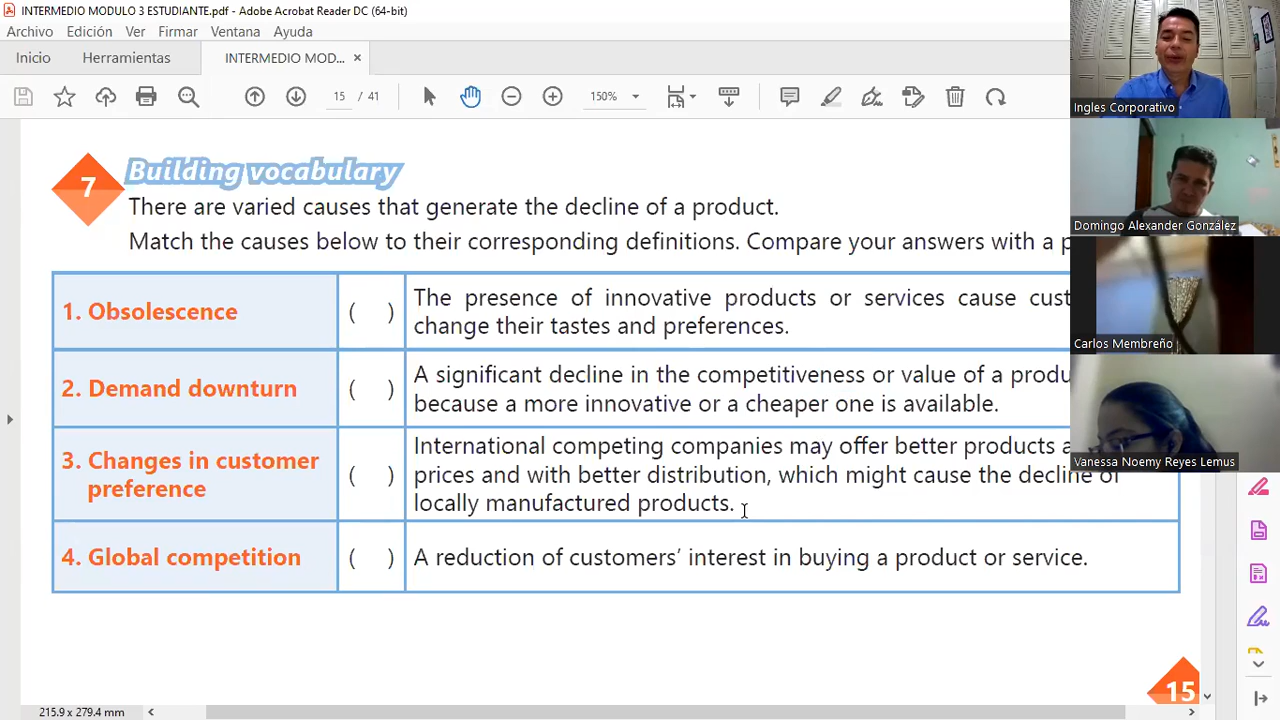 INTERMEDIO MODULO 3 ESTUDIANTE.pdf - Adobe Acrobat Reader DC (64-bit)
Archivo Edición Ver Firmar Ventana Ayuda
Inicio Herramientas INTERMEDIO MOD... ×
15 / 41 150%
Ingles Corporativo
Domingo Alexander González
Carlos Membreño
Vanessa Noemy Reyes Lemus
7 Building vocabulary
There are varied causes that generate the decline of a product.
Match the causes below to their corresponding definitions. Compare your answers with a
1. Obsolescence ( ) The presence of innovative products or services cause
change their tastes and preferences.
2. Demand downturn ( ) A significant decline in the competitiveness or value of a
because a more innovative or a cheaper one is available.
3. Changes in customer preference ( ) International competing companies may offer better products
prices and with better distribution, which might cause the decline of
locally manufactured products.
4. Global competition ( ) A reduction of customers’ interest in buying a product or service.
15
215.9 x 279.4 mm